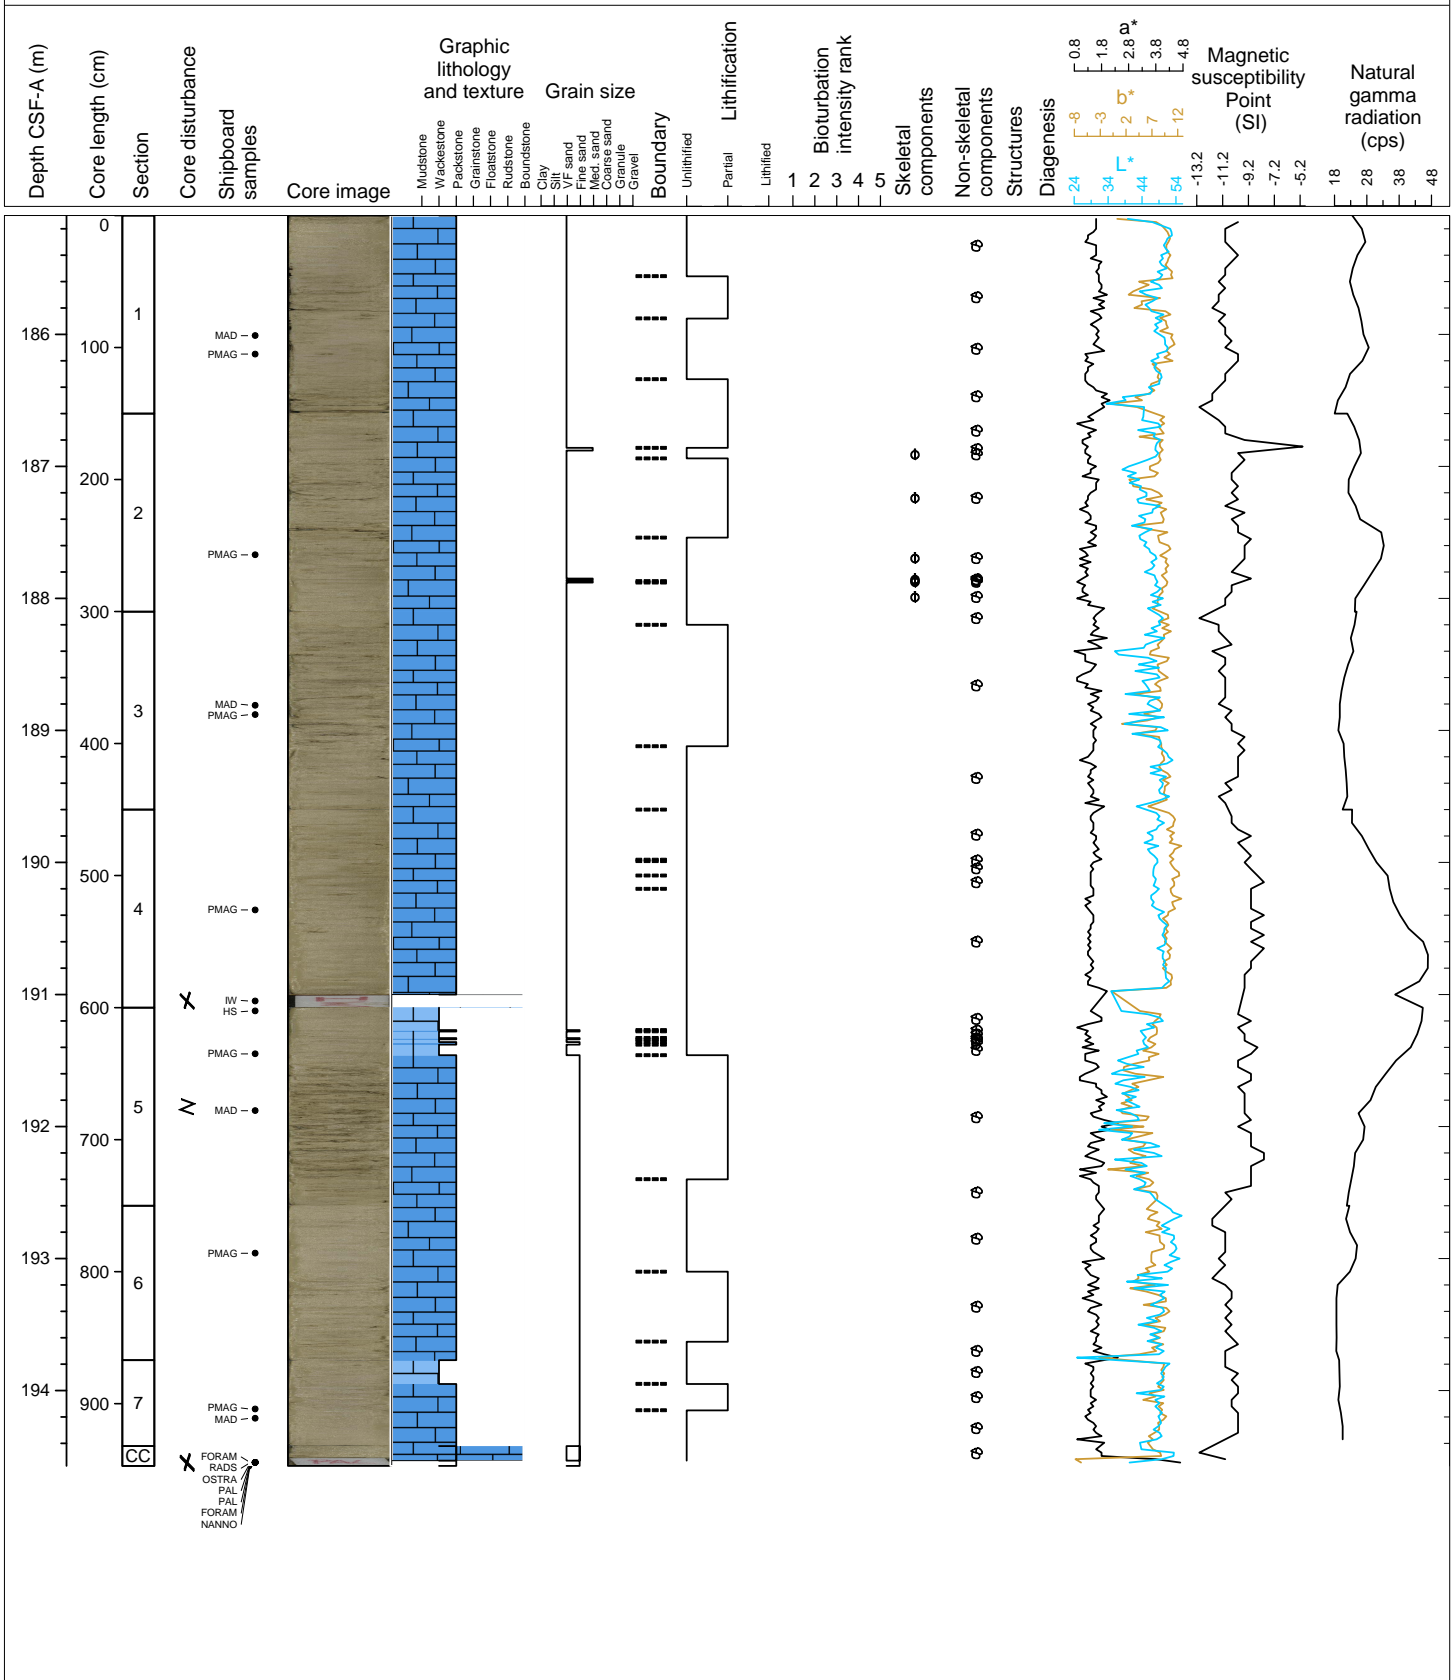 Depth CSF-A (m)
Core length (cm)
Section
Core disturbance
Shipboard
samples
Core image
Graphic
lithology
and texture
Mudstone
Wackestone
Packstone
Grainstone
Floatstone
Rudstone
Boundstone
Grain size
Clay
Silt
VF sand
Fine sand
Med. sand
Coarse sand
Granule
Gravel
Boundary
Lithification
Unlithified
Partial
Lithified
Bioturbation
intensity rank
1 2 3 4 5
Skeletal
components
Non-skeletal
components
Structures
Diagenesis
a*
0.8 1.8 2.8 3.8 4.8
b*
-8 -3 2 7 12
L*
24 34 44 54
Magnetic
susceptibility
Point
(SI)
-13.2 -11.2 -9.2 -7.2 -5.2
Natural
gamma
radiation
(cps)
18 28 38 48
0
1
186
MAD
100
PMAG
187
200
2
PMAG
188
300
3
MAD
PMAG
189
400
190
500
4
PMAG
191
IW
600
HS
PMAG
5
MAD
192
700
PMAG
193
800
6
194
900
7
PMAG
MAD
CC
FORAM
RADS
OSTRA
PAL
PAL
FORAM
NANNO